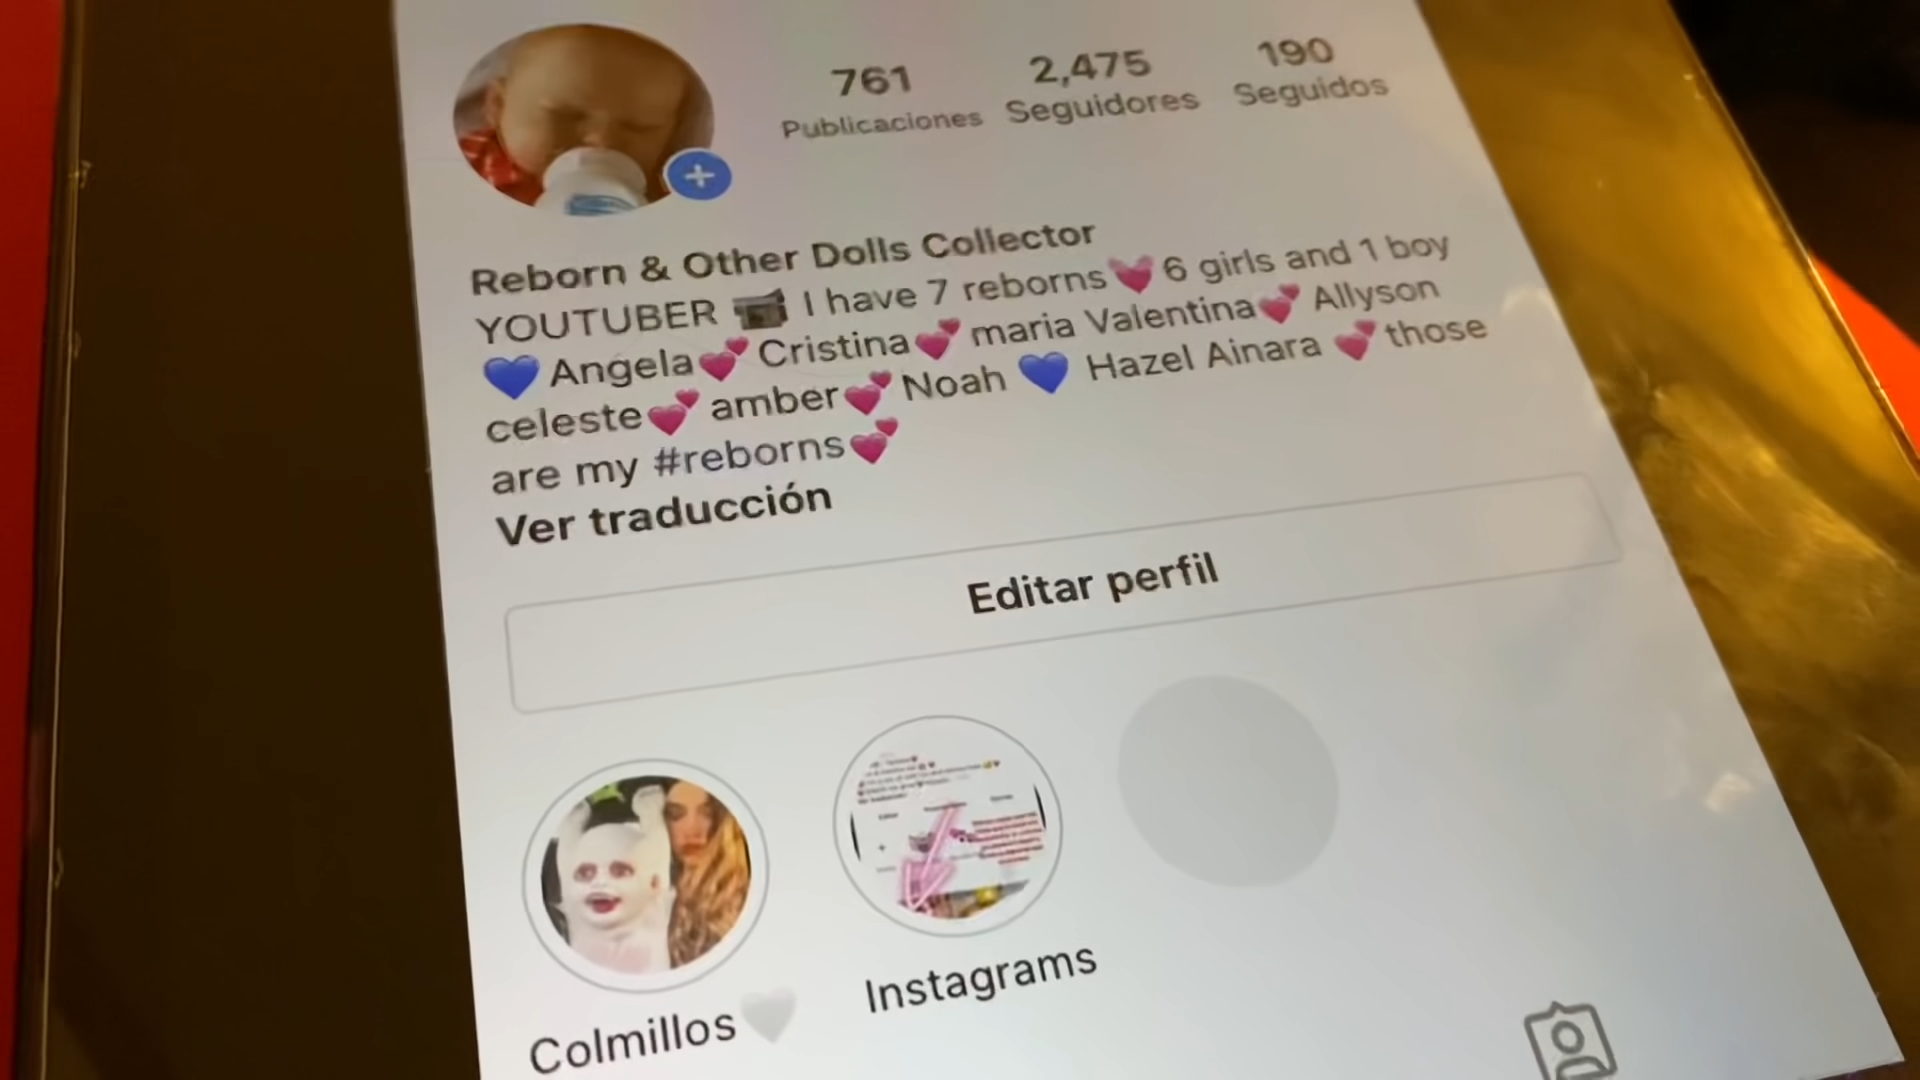 761 2,475 190
Publicaciones Seguidores Seguidos
Reborn & Other Dolls Collector
YOUTUBER I have 7 reborns💓 6 girls and 1 boy
💙 Angela💕 Cristina💕 maria Valentina💕 Allyson
celeste💕 amber💕 Noah 💙 Hazel Ainara 💕 those
are my #reborns💕
Ver traducción
Editar perfil
Colmillos🤍 Instagrams